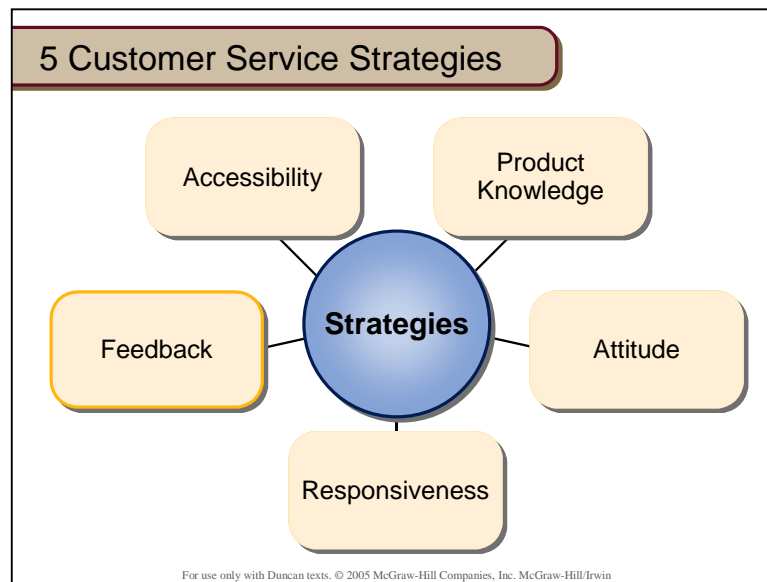 5 Customer Service Strategies
Accessibility
Product
Knowledge
Strategies
Feedback
Attitude
Responsiveness
For use only with Duncan texts. © 2005 McGraw-Hill Companies, Inc. McGraw-Hill/Irwin